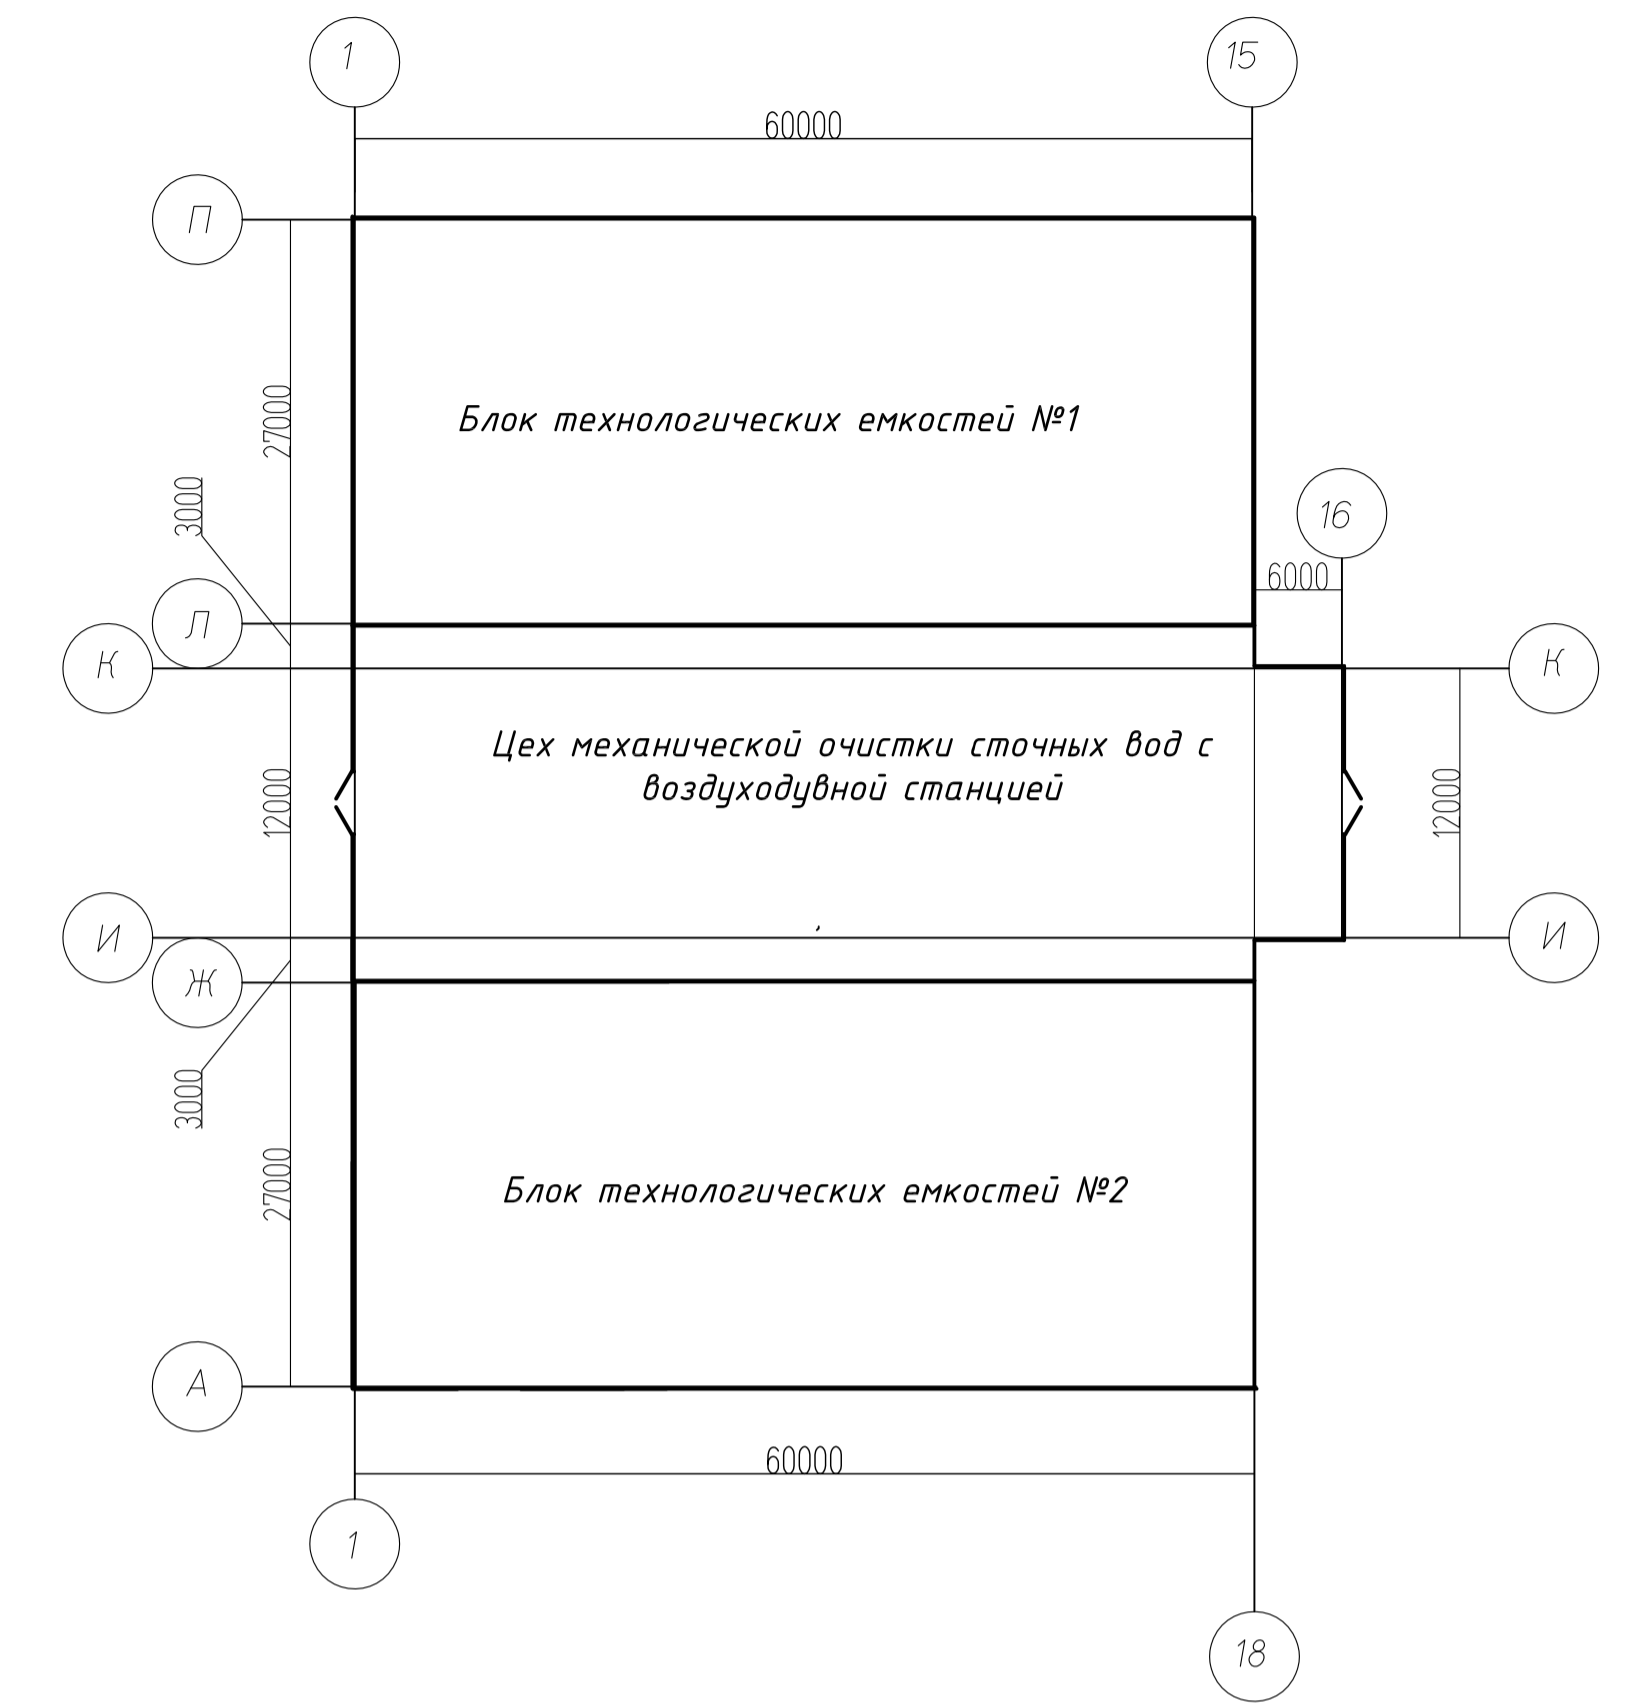 1
15
60000
П
27000
Блок технологических емкостей №1
3000
16
6000
Л
К
К
Цех механической очистки сточных вод с
воздуходувной станцией
12000
12000
И
И
Ж
3000
27000
Блок технологических емкостей №2
А
60000
1
18